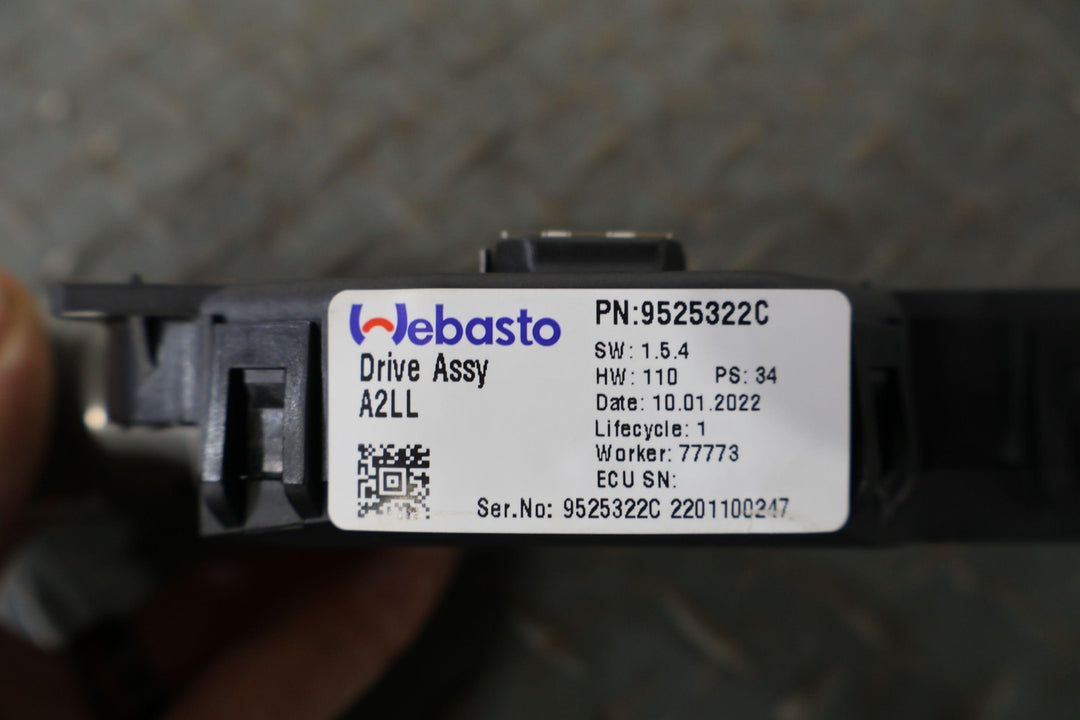 Webasto
Drive Assy
A2LL
PN:9525322C
SW: 1.5.4
HW: 110 PS: 34
Date: 10.01.2022
Lifecycle: 1
Worker: 77773
ECU SN:
Ser.No: 9525322C 2201100247